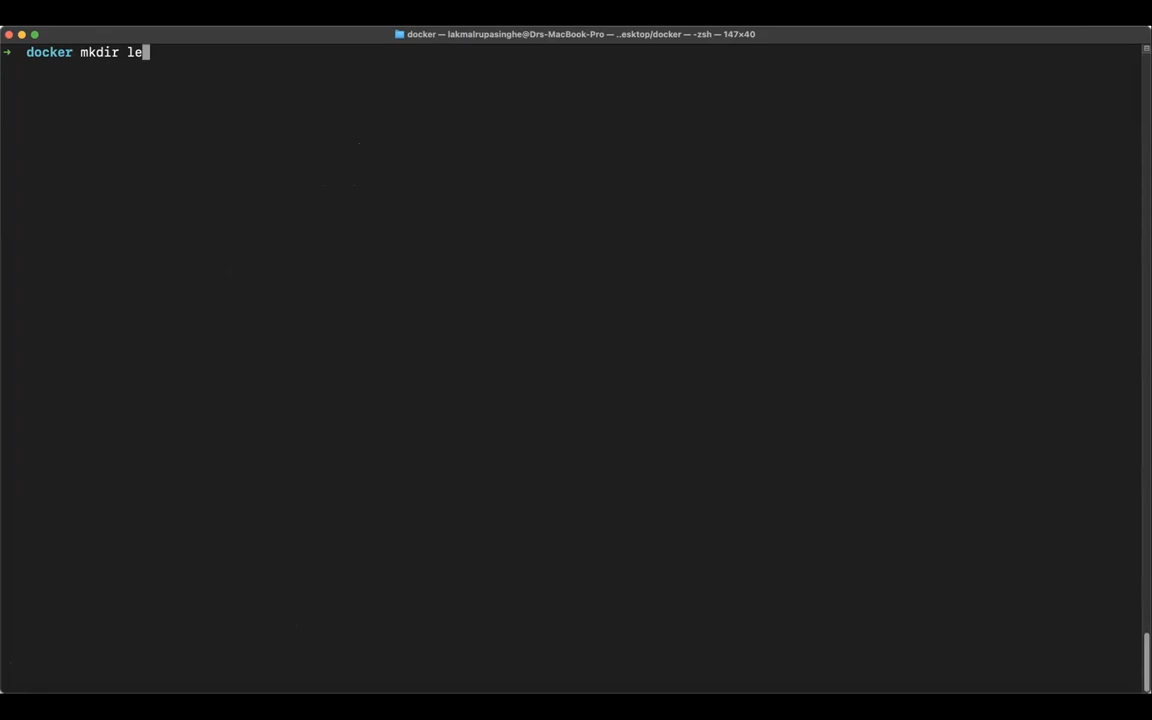 docker — lakmalrupasinghe@Drs-MacBook-Pro — ..esktop/docker — -zsh — 147×40
→ docker mkdir le